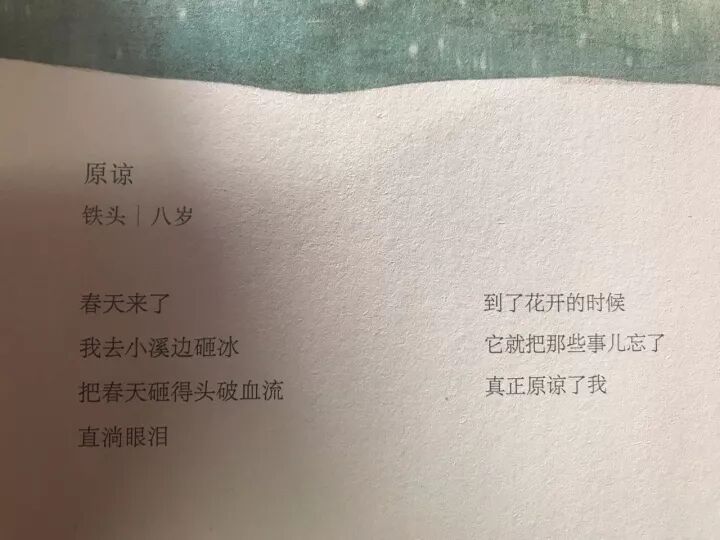 原谅
铁头｜八岁
春天来了
我去小溪边砸冰
把春天砸得头破血流
直淌眼泪
到了花开的时候
它就把那些事儿忘了
真正原谅了我